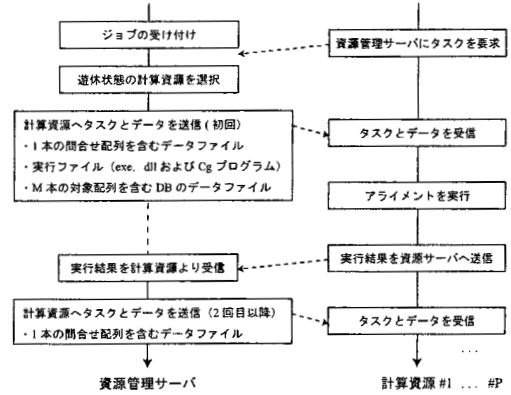 ジョブの受け付け
資源管理サーバにタスクを要求
遊休状態の計算資源を選択
計算資源へタスクとデータを送信 (初回)
・1本の問合せ配列を含むデータファイル
・実行ファイル (exe, dll および Cg プログラム)
・M 本の対象配列を含む DB のデータファイル
タスクとデータを受信
アライメントを実行
実行結果を資源サーバへ送信
実行結果を計算資源より受信
計算資源へタスクとデータを送信 (2回目以降)
・1本の問合せ配列を含むデータファイル
タスクとデータを受信
...
資源管理サーバ
計算資源 #1 ... #P